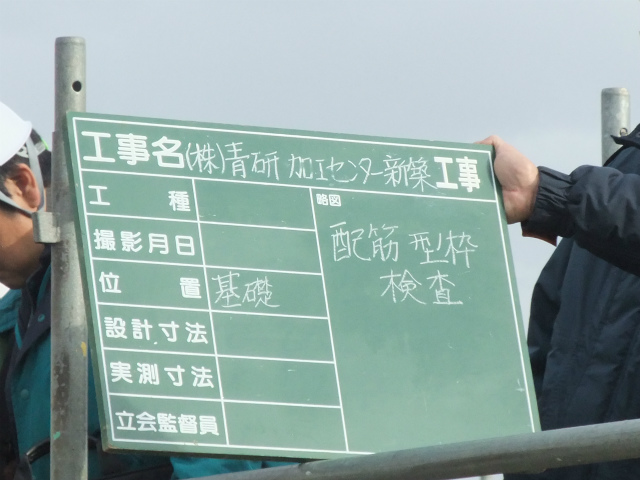 工事名 (株)青研 加工センター新築 工事
工種
略図
撮影月日
配筋 型枠
検査
位置 基礎
設計寸法
実測寸法
立会監督員